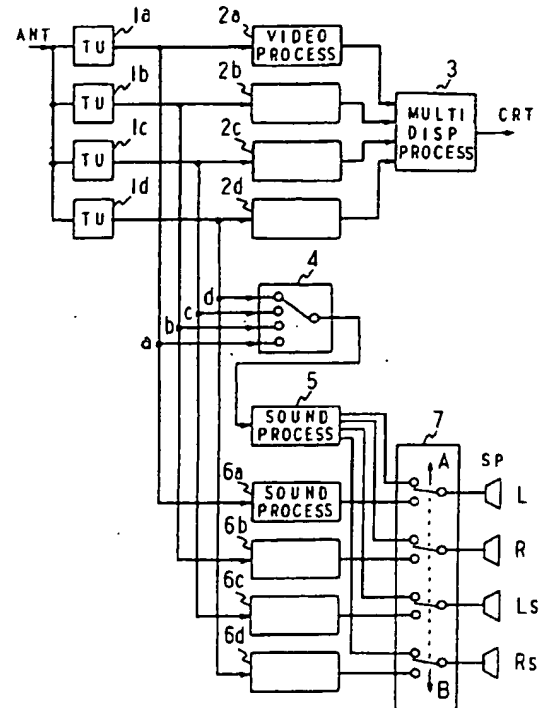 ANT
1a
TU
1b
TU
1c
TU
1d
TU
2a
VIDEO
PROCESS
2b
2c
2d
3
MULTI
DISP
PROCESS
CRT
4
d
c
b
a
5
SOUND
PROCESS
6a
SOUND
PROCESS
6b
6c
6d
7
A
B
SP
L
R
Ls
Rs